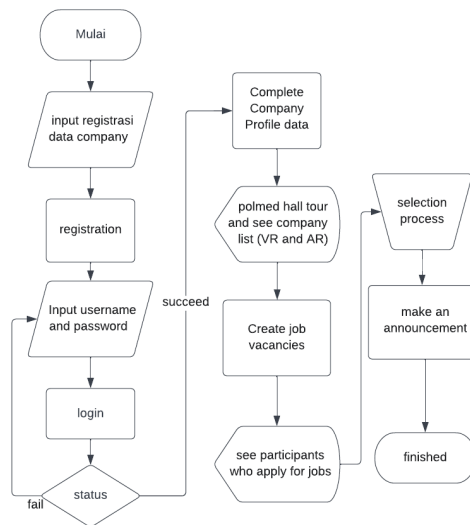 Mulai
input registrasi
data company
registration
Input username
and password
login
status
fail
succeed
Complete
Company
Profile data
polmed hall tour
and see company
list (VR and AR)
Create job
vacancies
see participants
who apply for jobs
selection
process
make an
announcement
finished